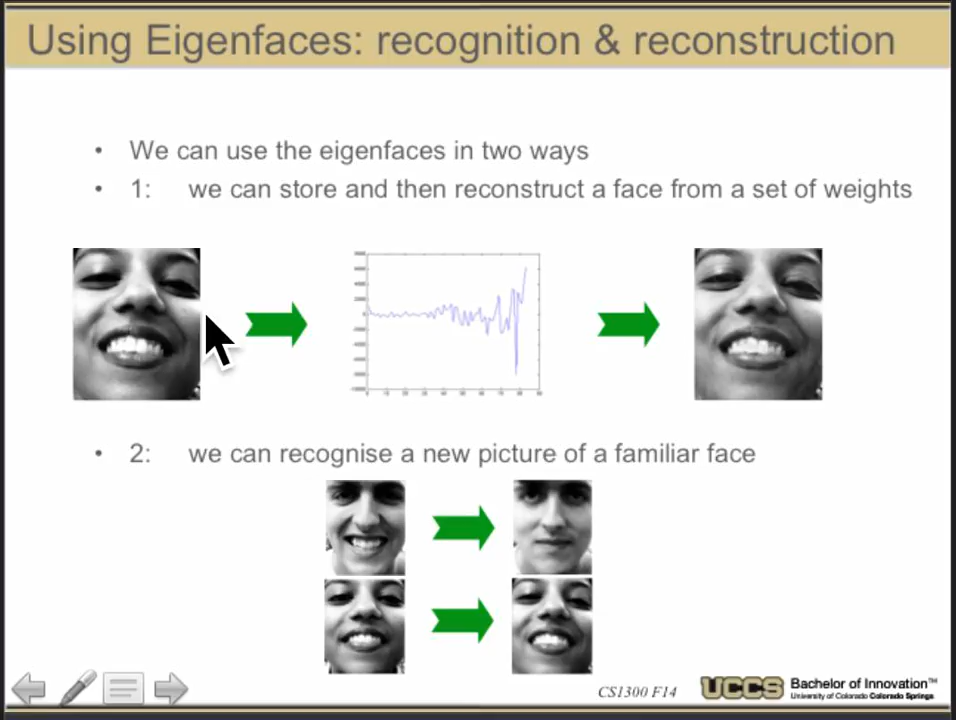 Using Eigenfaces: recognition & reconstruction
• We can use the eigenfaces in two ways
• 1: we can store and then reconstruct a face from a set of weights
• 2: we can recognise a new picture of a familiar face
CS1300 F14
UCCS
Bachelor of Innovation™
University of Colorado Colorado Springs